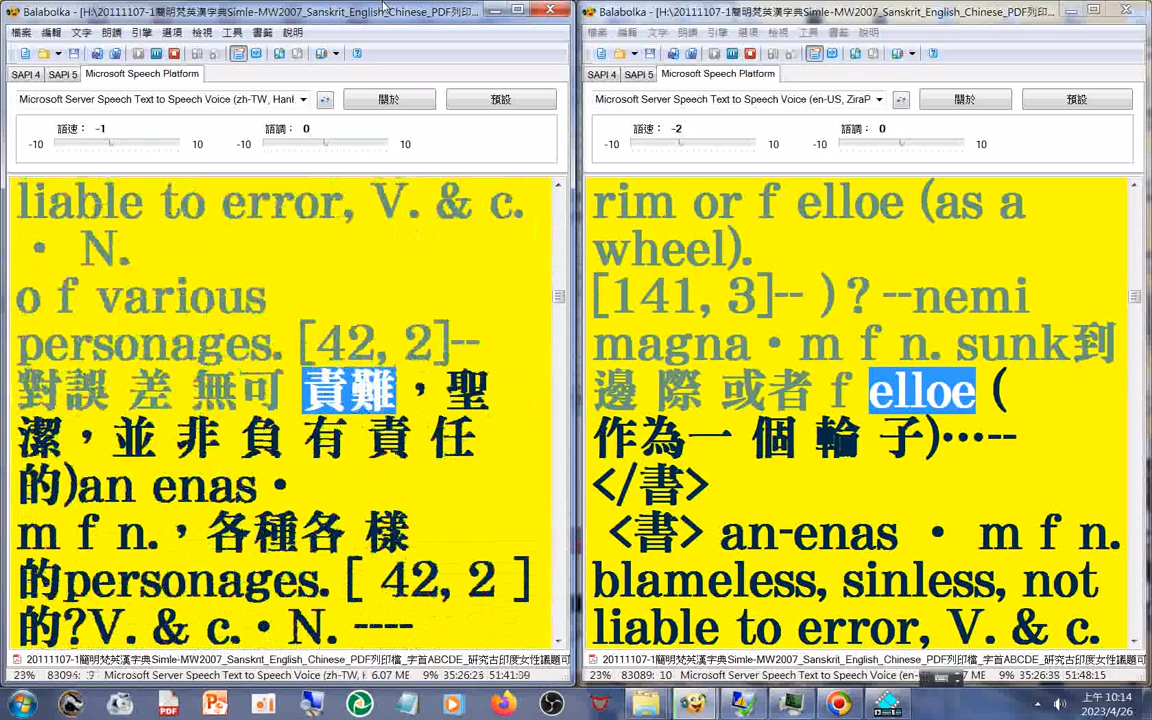 Balabolka - [H:\20111107-1簡明梵英漢字典Simle-MW2007_Sanskrit_English_Chinese_PDF列印...
檔案 編輯 文字 朗讀 引擎 選項 檢視 工具 書籤 說明
SAPI 4 SAPI 5 Microsoft Speech Platform
Microsoft Server Speech Text to Speech Voice (zh-TW, Hanl 關於 預設
語速： -1 語調： 0
-10 10 -10 10
liable to error, V. & c.
• N.
o f various
personages. [42, 2]--
對誤 差 無可 責難，聖
潔，並 非 負 有 責 任
的)an enas •
m f n.，各種各 樣
的personages. [ 42, 2 ]
的?V. & c. • N. ----
20111107-1簡明梵英漢字典Simle-MW2007_Sanskrit_English_Chinese_PDF列印檔_字首ABCDE_研究古印度女性議題可
23% Microsoft Server Speech Text to Speech Voice (zh-TW, H 6.07 ME 35:26:25 51:41:39
Balabolka - [H:\20111107-1簡明梵英漢字典Simle-MW2007_Sanskrit_English_Chinese_PDF列印...
檔案 編輯 文字 朗讀 引擎 選項 檢視 工具 書籤 說明
SAPI 4 SAPI 5 Microsoft Speech Platform
Microsoft Server Speech Text to Speech Voice (en-US, ZiraP 關於 預設
語速： -2 語調： 0
-10 10 -10 10
rim or f elloe (as a
wheel).
[141, 3]-- )? --nemi
magna • m f n. sunk到
邊 際 或者 f elloe (
作為一 個 輪 子)…--
</書>
<書> an-enas • m f n.
blameless, sinless, not
liable to error, V. & c.
20111107-1簡明梵英漢字典Simle-MW2007_Sanskrit_English_Chinese_PDF列印檔_字首ABCDE_研究古印度女性議題可
23% 83089: 10 Microsoft Server Speech Text to Speech Voice (en-US, Z 35:26:38 51:48:15
上午 10:14
2023/4/26